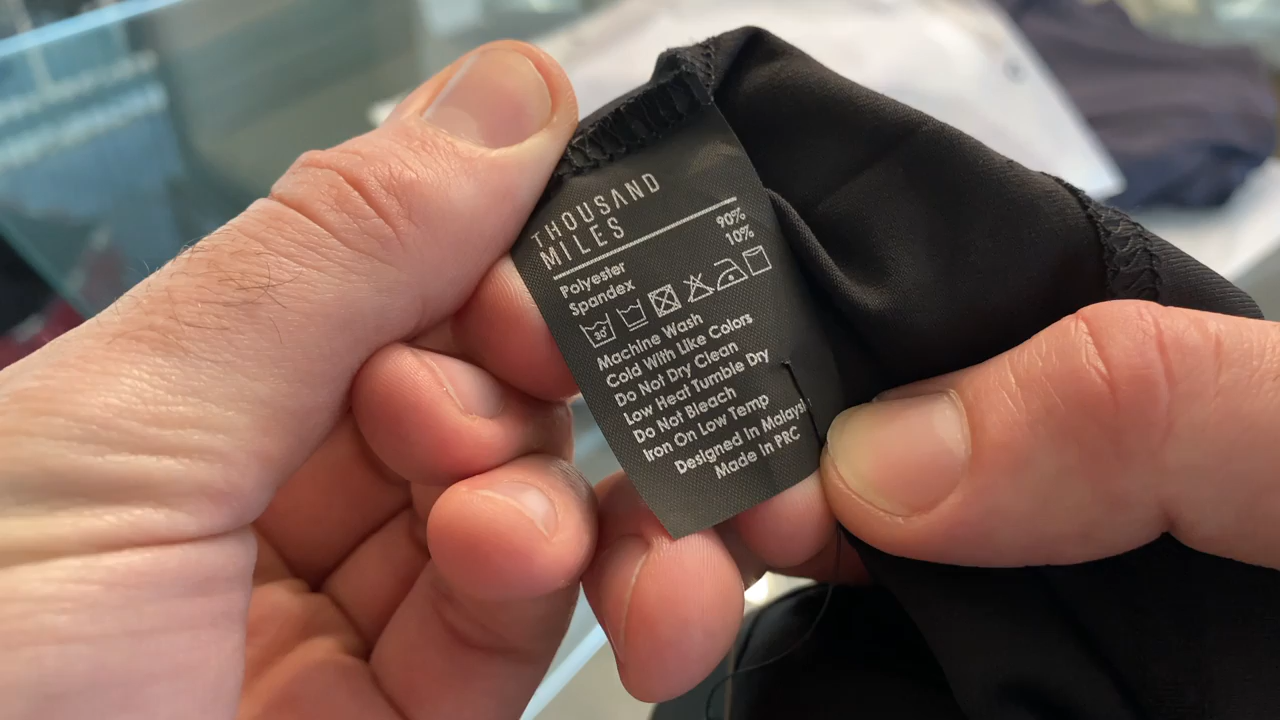 THOUSAND
MILES
Polyester 90%
Spandex 10%
30°
Machine Wash
Cold With Like Colors
Do Not Dry Clean
Low Heat Tumble Dry
Do Not Bleach
Iron On Low Temp
Designed In Malaysi
Made In PRC